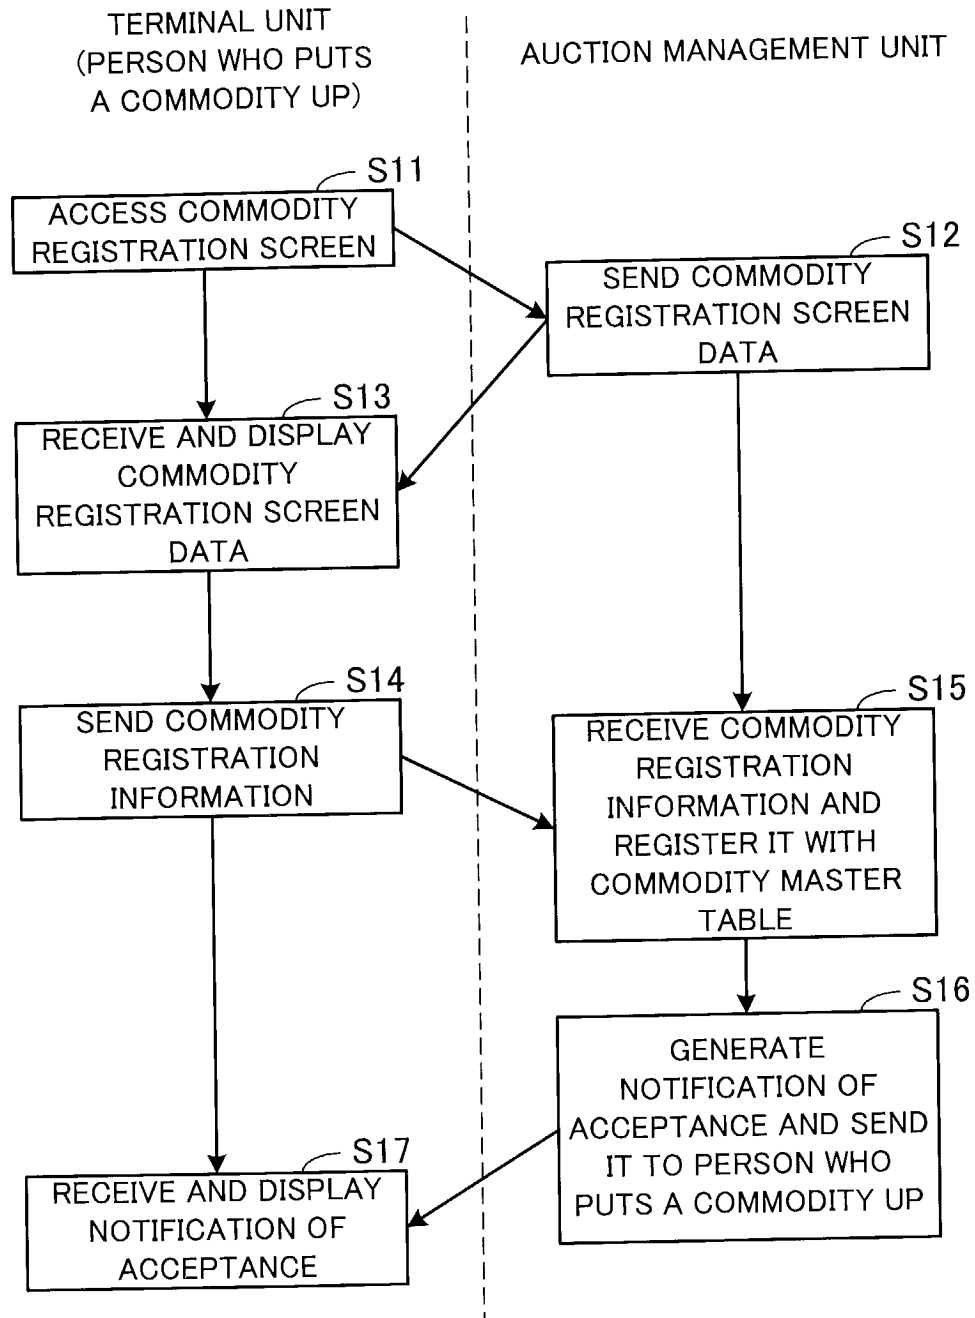 TERMINAL UNIT
(PERSON WHO PUTS
A COMMODITY UP)
AUCTION MANAGEMENT UNIT
S11
ACCESS COMMODITY
REGISTRATION SCREEN
S12
SEND COMMODITY
REGISTRATION SCREEN
DATA
S13
RECEIVE AND DISPLAY
COMMODITY
REGISTRATION SCREEN
DATA
S14
SEND COMMODITY
REGISTRATION
INFORMATION
S15
RECEIVE COMMODITY
REGISTRATION
INFORMATION AND
REGISTER IT WITH
COMMODITY MASTER
TABLE
S16
GENERATE
NOTIFICATION OF
ACCEPTANCE AND SEND
IT TO PERSON WHO
PUTS A COMMODITY UP
S17
RECEIVE AND DISPLAY
NOTIFICATION OF
ACCEPTANCE